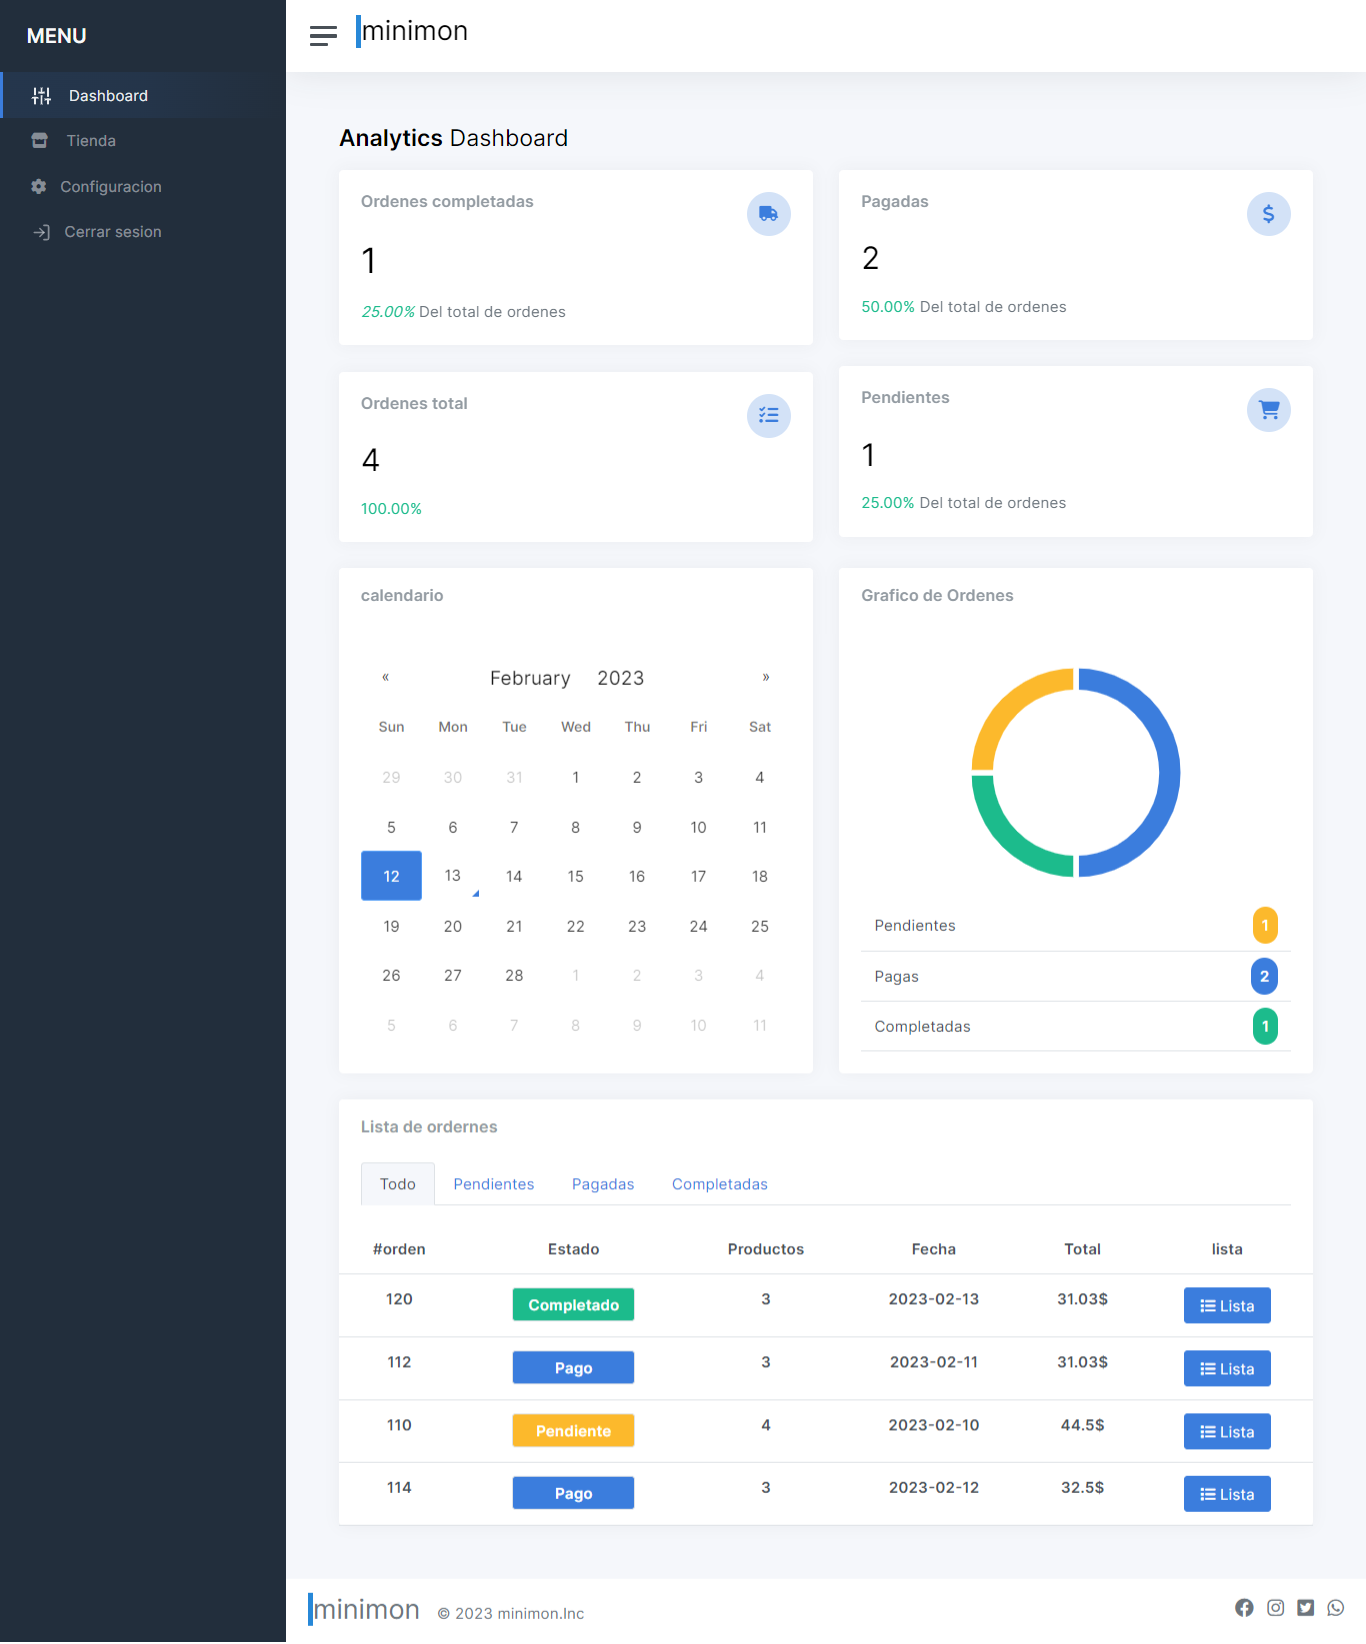 MENU
Dashboard
Tienda
Configuracion
Cerrar sesion
minimon
Analytics Dashboard
Ordenes completadas
1
25.00% Del total de ordenes
Pagadas
2
50.00% Del total de ordenes
Ordenes total
4
100.00%
Pendientes
1
25.00% Del total de ordenes
calendario
« February 2023 »
Sun Mon Tue Wed Thu Fri Sat
29 30 31 1 2 3 4
5 6 7 8 9 10 11
12 13 14 15 16 17 18
19 20 21 22 23 24 25
26 27 28 1 2 3 4
5 6 7 8 9 10 11
Grafico de Ordenes
Pendientes 1
Pagas 2
Completadas 1
Lista de ordernes
Todo Pendientes Pagadas Completadas
#orden Estado Productos Fecha Total lista
120 Completado 3 2023-02-13 31.03$ Lista
112 Pago 3 2023-02-11 31.03$ Lista
110 Pendiente 4 2023-02-10 44.5$ Lista
114 Pago 3 2023-02-12 32.5$ Lista
minimon © 2023 minimon.Inc